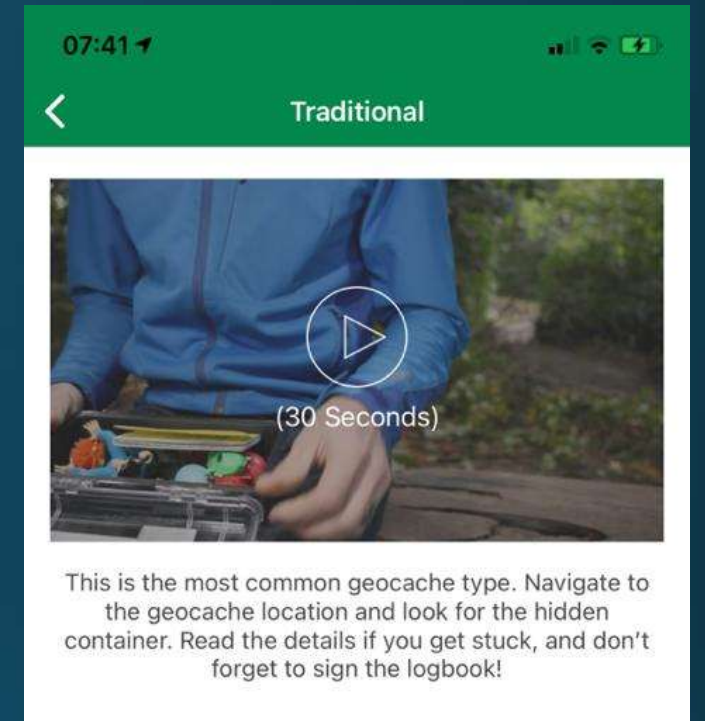 07:41
Traditional
(30 Seconds)
This is the most common geocache type. Navigate to
the geocache location and look for the hidden
container. Read the details if you get stuck, and don't
forget to sign the logbook!